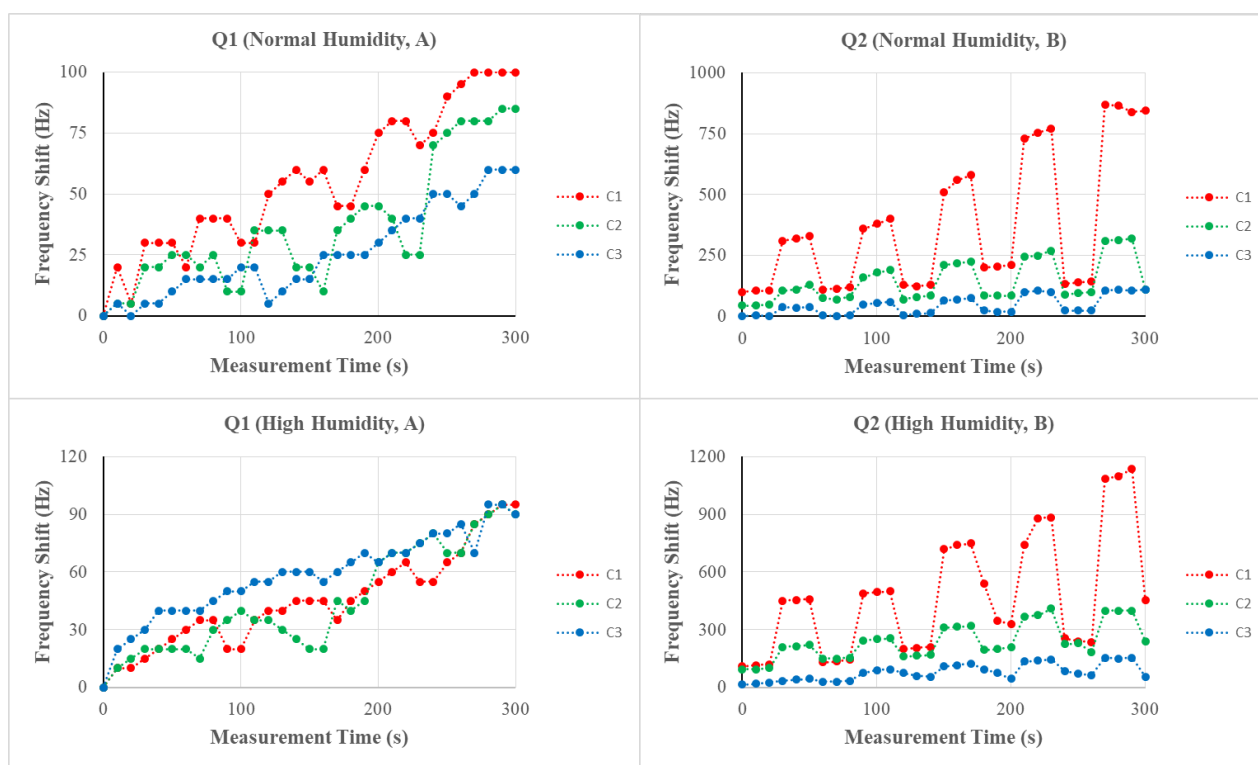 Q1 (Normal Humidity, A)
Frequency Shift (Hz)
100
75
50
25
0
0
100
200
300
Measurement Time (s)
C1
C2
C3
Q2 (Normal Humidity, B)
Frequency Shift (Hz)
1000
750
500
250
0
0
100
200
300
Measurement Time (s)
C1
C2
C3
Q1 (High Humidity, A)
Frequency Shift (Hz)
120
90
60
30
0
0
100
200
300
Measurement Time (s)
C1
C2
C3
Q2 (High Humidity, B)
Frequency Shift (Hz)
1200
900
600
300
0
0
100
200
300
Measurement Time (s)
C1
C2
C3